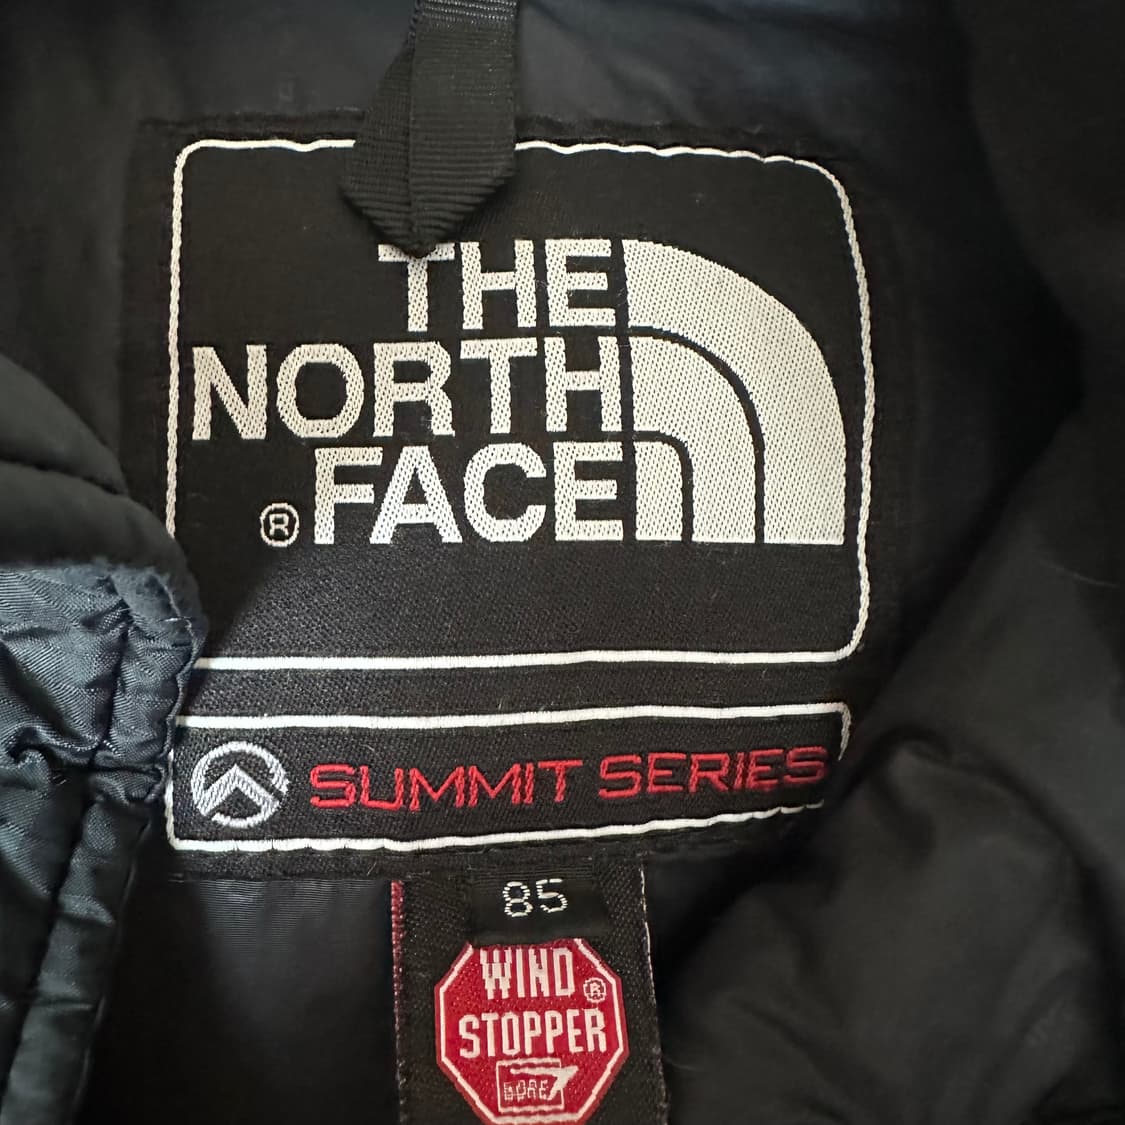 THE
NORTH
® FACE
SUMMIT SERIES
85
WIND ®
STOPPER
GORE